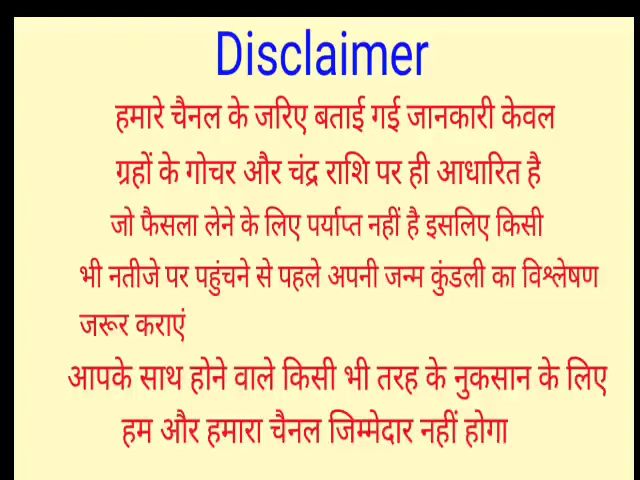 Disclaimer
हमारे चैनल के जरिए बताई गई जानकारी केवल
ग्रहों के गोचर और चंद्र राशि पर ही आधारित है
जो फैसला लेने के लिए पर्याप्त नहीं है इसलिए किसी
भी नतीजे पर पहुंचने से पहले अपनी जन्म कुंडली का विश्लेषण
जरूर कराएं
आपके साथ होने वाले किसी भी तरह के नुकसान के लिए
हम और हमारा चैनल जिम्मेदार नहीं होगा